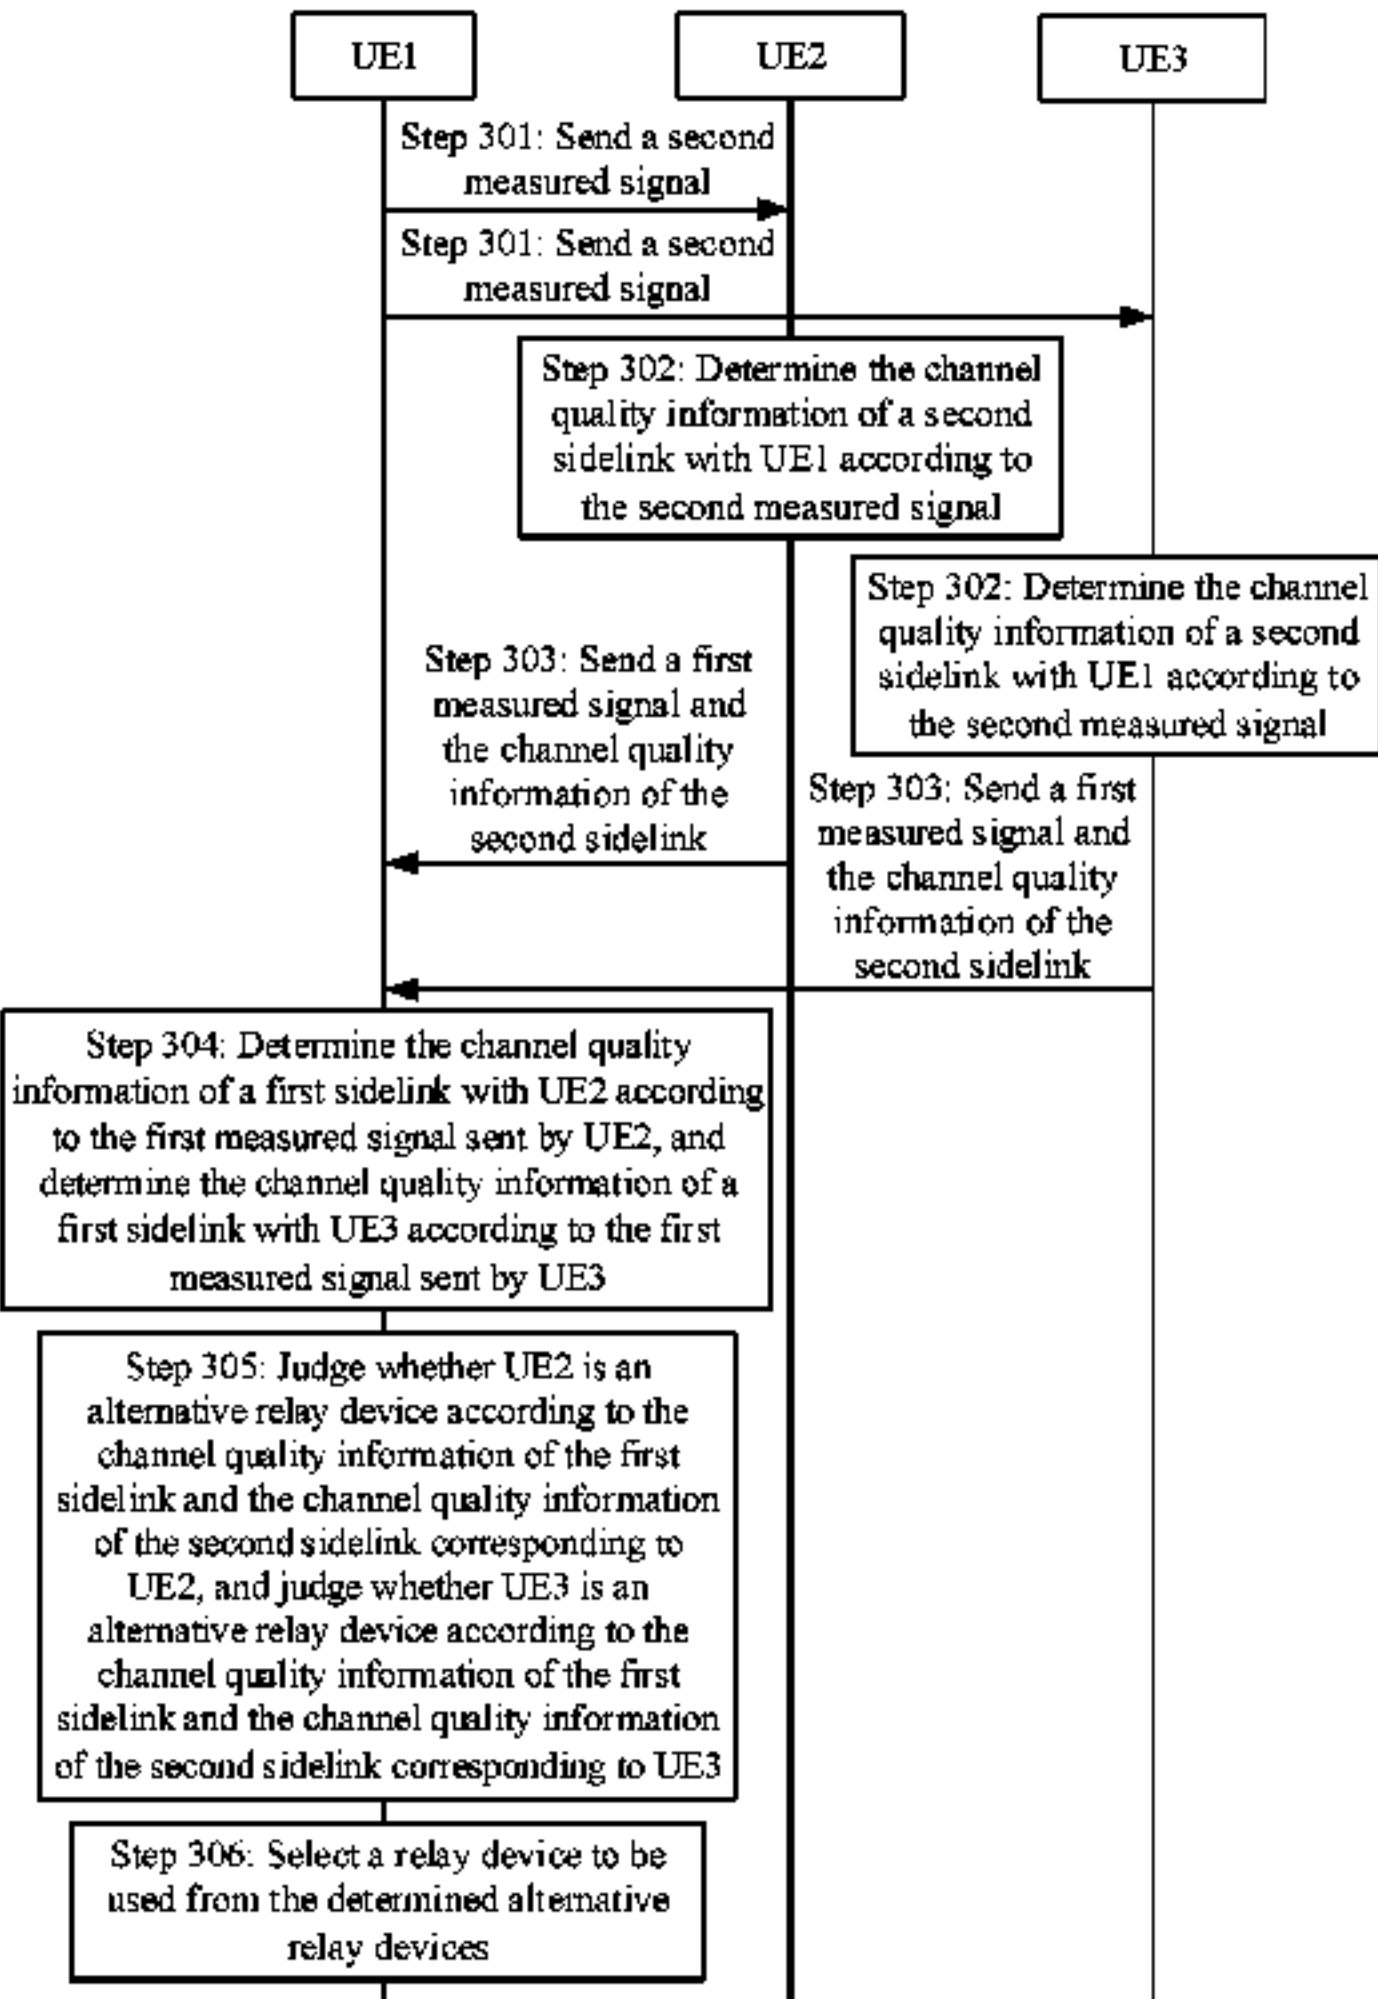 UE1
UE2
UE3
Step 301: Send a second
measured signal
Step 301: Send a second
measured signal
Step 302: Determine the channel
quality information of a second
sidelink with UE1 according to
the second measured signal
Step 302: Determine the channel
quality information of a second
sidelink with UE1 according to
the second measured signal
Step 303: Send a first
measured signal and
the channel quality
information of the
second sidelink
Step 303: Send a first
measured signal and
the channel quality
information of the
second sidelink
Step 304: Determine the channel quality
information of a first sidelink with UE2 according
to the first measured signal sent by UE2, and
determine the channel quality information of a
first sidelink with UE3 according to the first
measured signal sent by UE3
Step 305: Judge whether UE2 is an
alternative relay device according to the
channel quality information of the first
sidelink and the channel quality information
of the second sidelink corresponding to
UE2, and judge whether UE3 is an
alternative relay device according to the
channel quality information of the first
sidelink and the channel quality information
of the second sidelink corresponding to UE3
Step 306: Select a relay device to be
used from the determined alternative
relay devices